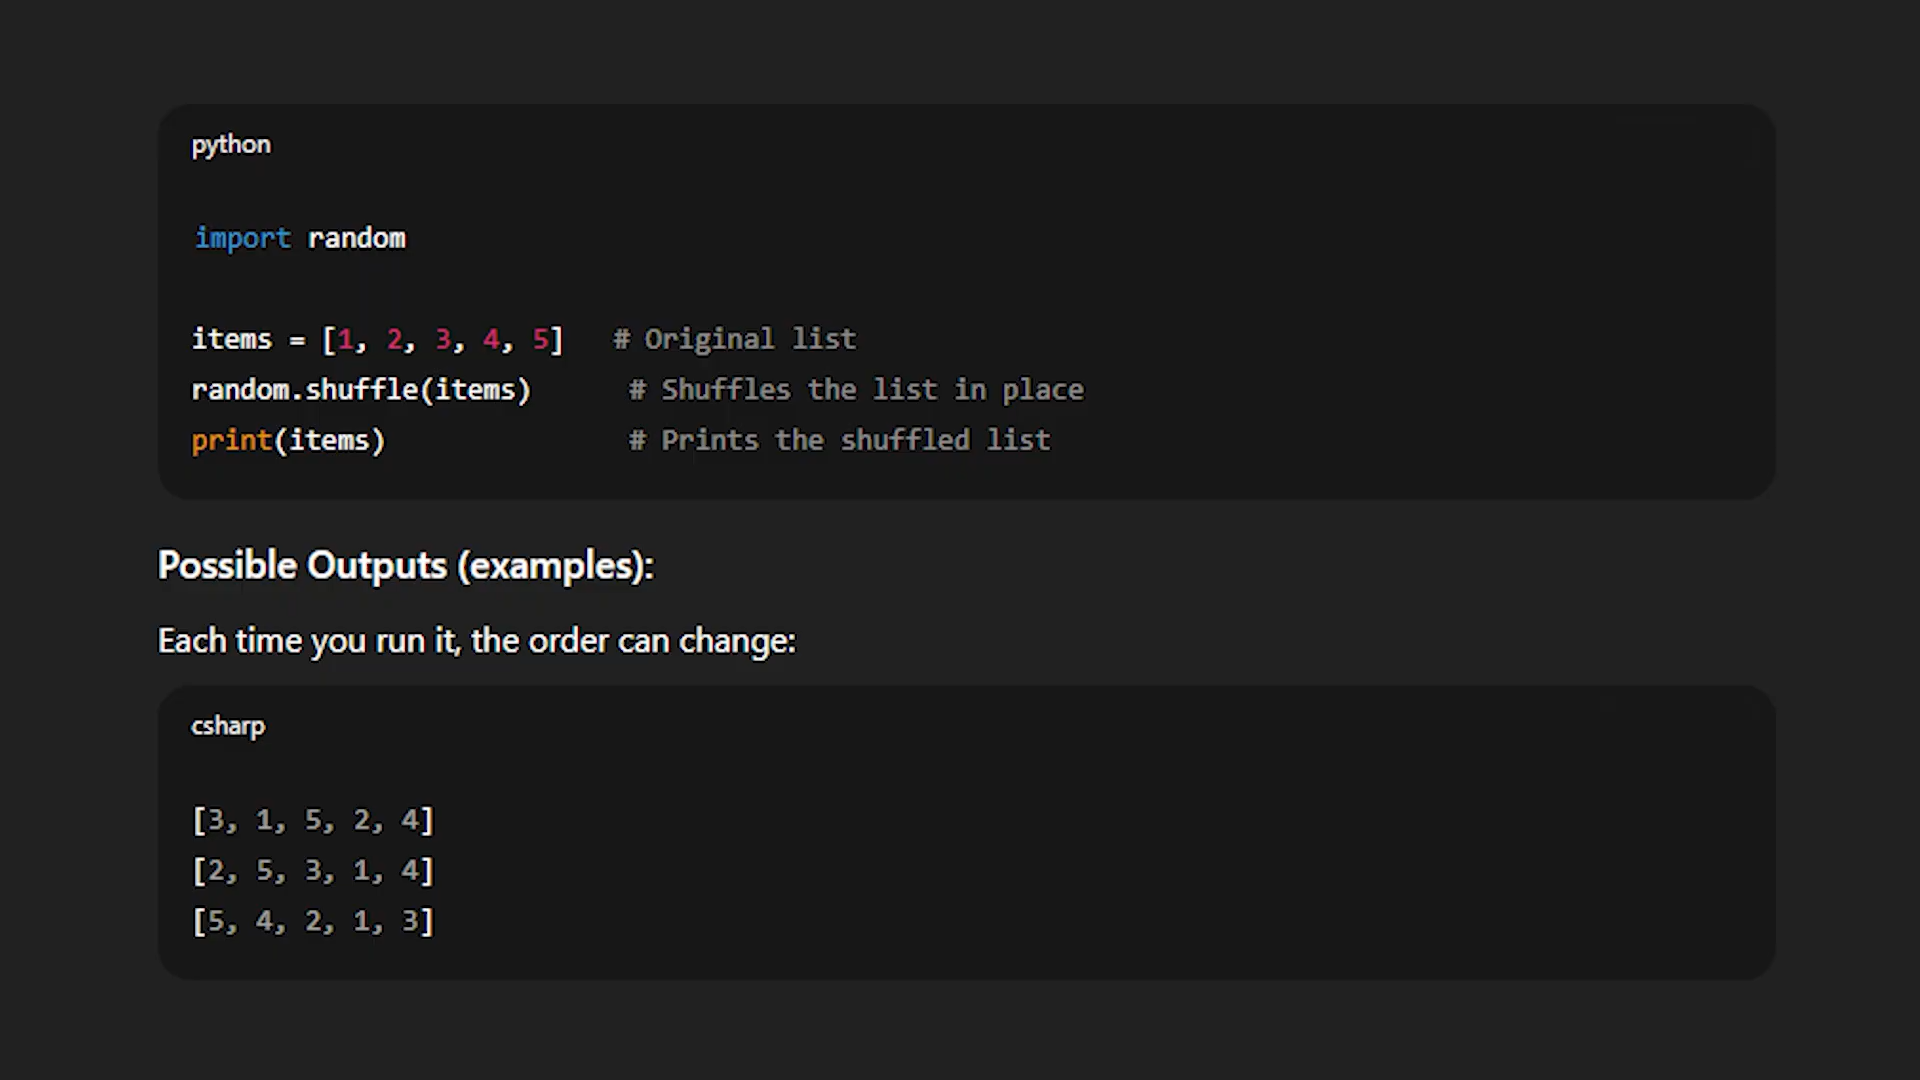 python
import random
items = [1, 2, 3, 4, 5]   # Original list
random.shuffle(items)      # Shuffles the list in place
print(items)               # Prints the shuffled list
Possible Outputs (examples):
Each time you run it, the order can change:
csharp
[3, 1, 5, 2, 4]
[2, 5, 3, 1, 4]
[5, 4, 2, 1, 3]